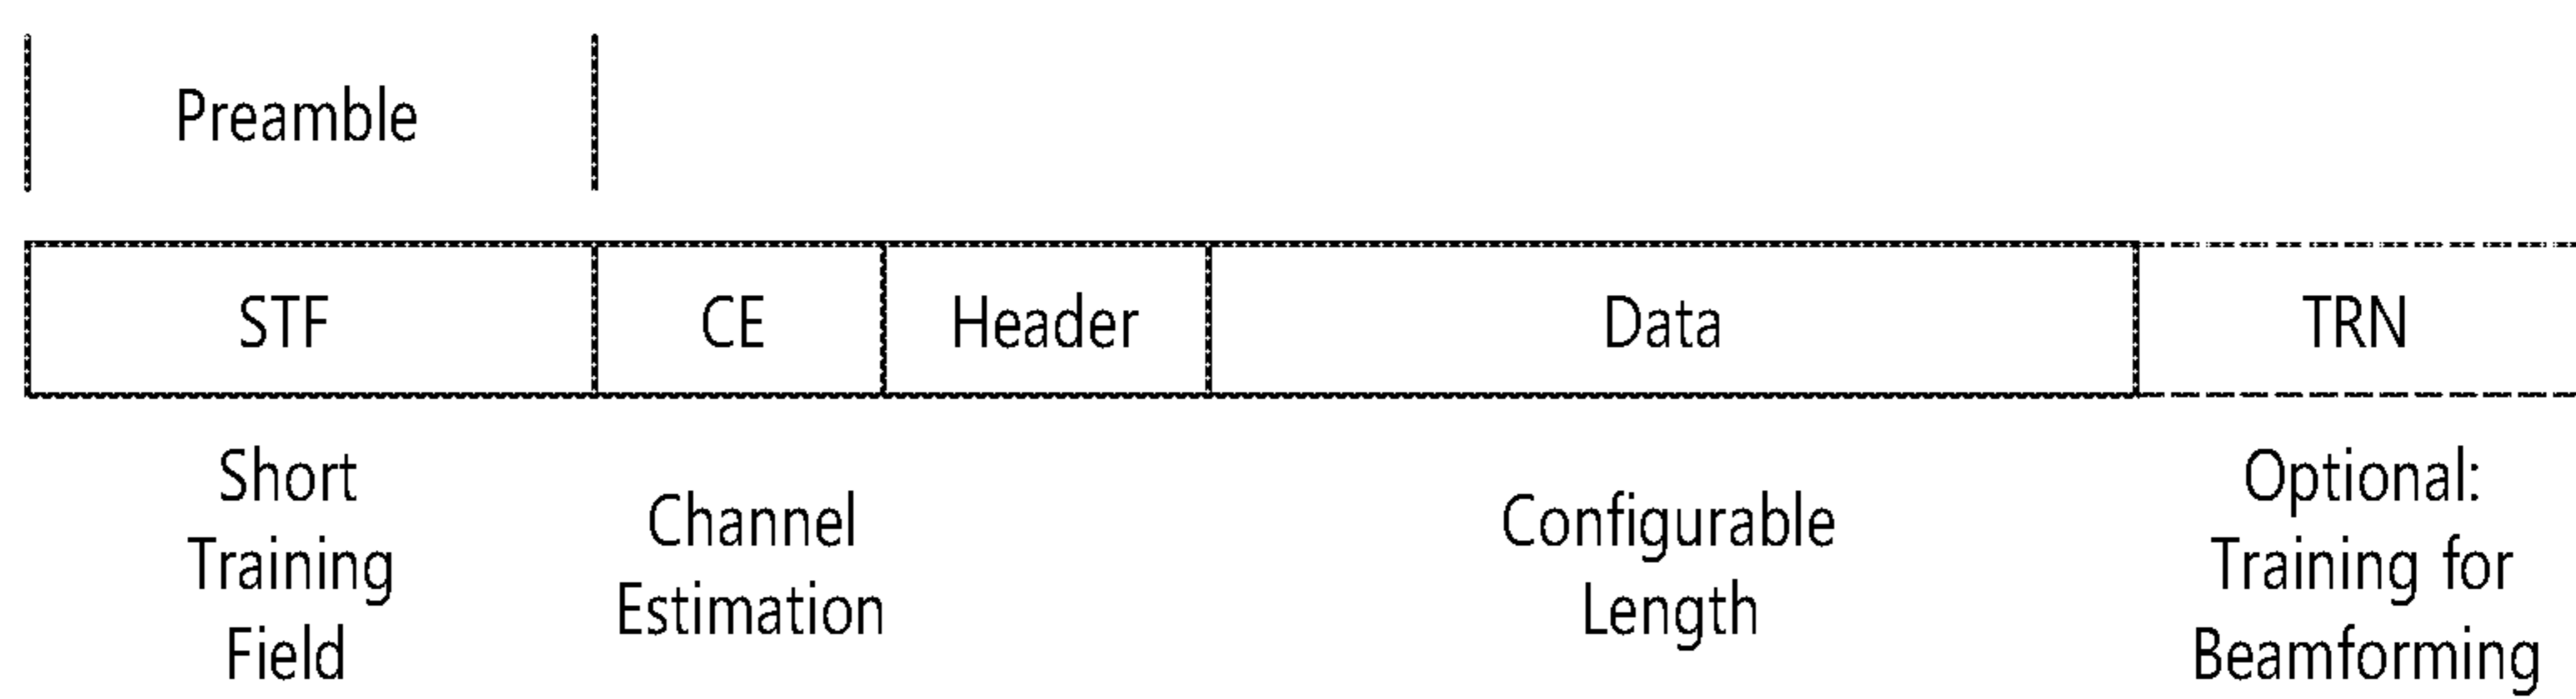 Preamble
STF CE Header Data TRN
Short
Training
Field
Channel
Estimation
Configurable
Length
Optional:
Training for
Beamforming